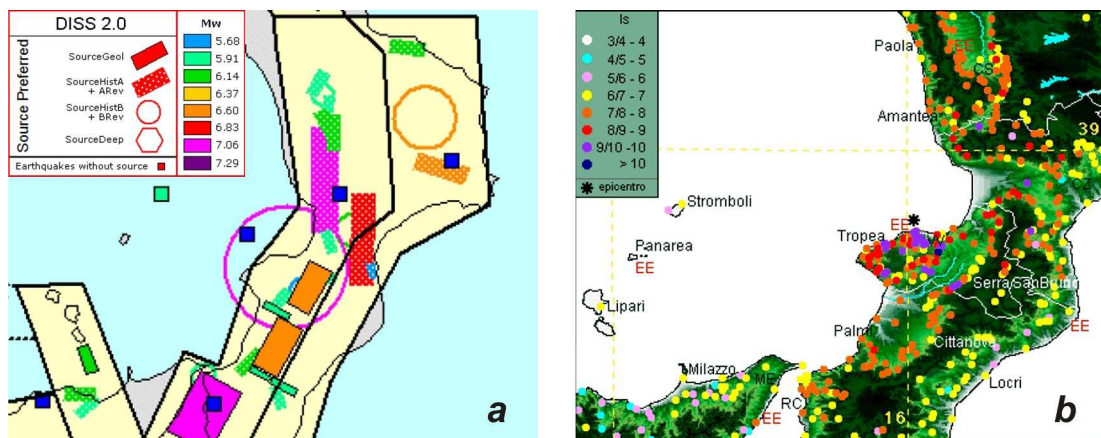 DISS 2.0
Source Preferred
SourceGeol
SourceHistA
+ ARev
SourceHistB
+ BRev
SourceDeep
Earthquakes without source
Mw
5.68
5.91
6.14
6.37
6.60
6.83
7.06
7.29
a
Is
3/4 - 4
4/5 - 5
5/6 - 6
6/7 - 7
7/8 - 8
8/9 - 9
9/10 -10
> 10
epicentro
Paola
EE
CS
Amantea
39
CZ
Stromboli
Tropea
EE
Panarea
EE
Lipari
Serra SanBruno
EE
Palmi
Cittanova
Milazzo
ME
Locri
RC
EE
16
b